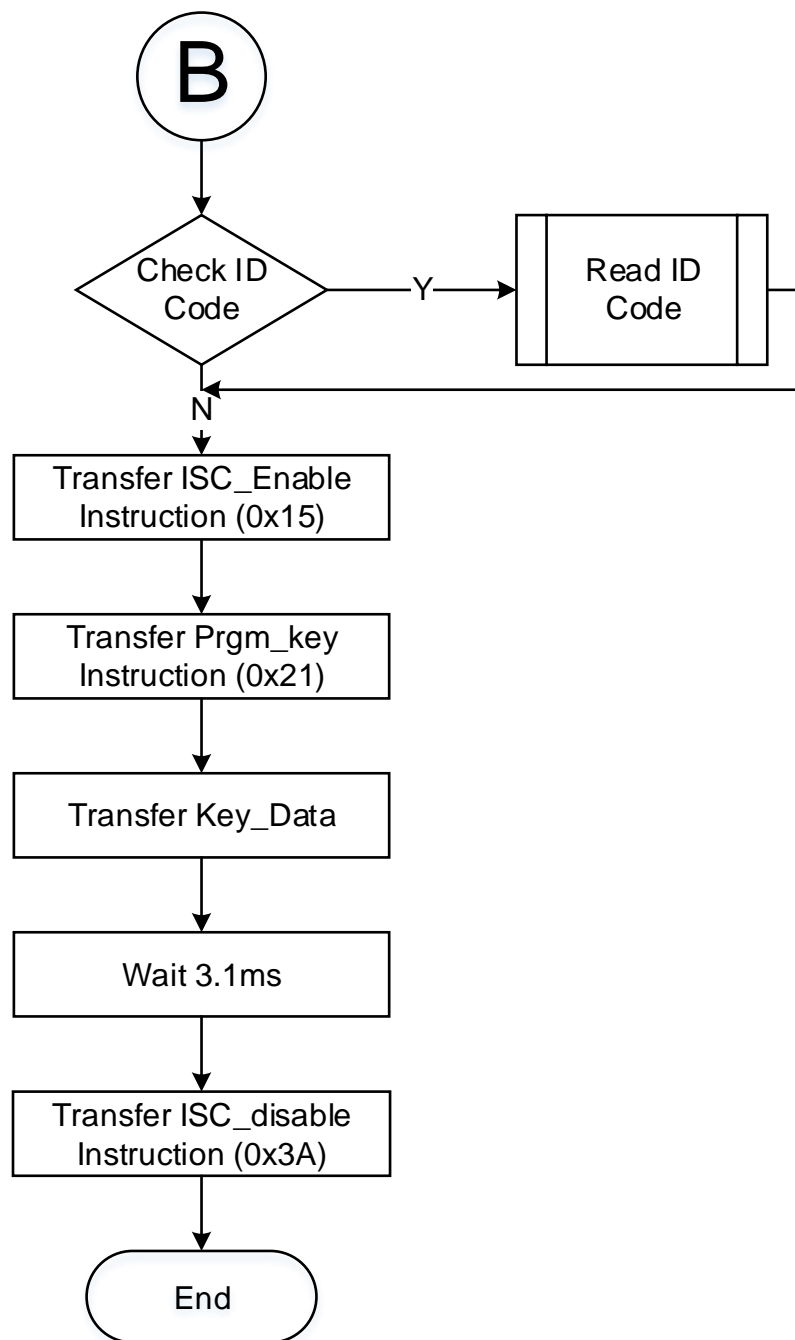 B
Check ID
Code
Y
Read ID
Code
N
Transfer ISC_Enable
Instruction (0x15)
Transfer Prgm_key
Instruction (0x21)
Transfer Key_Data
Wait 3.1ms
Transfer ISC_disable
Instruction (0x3A)
End